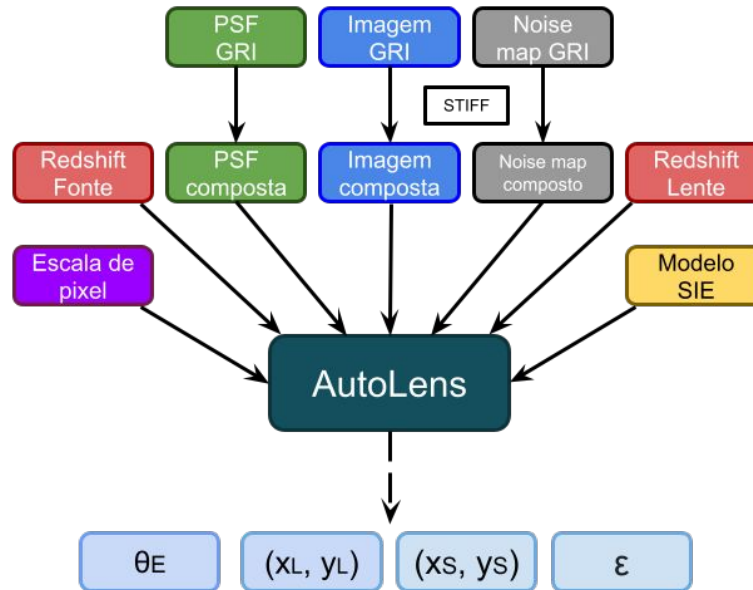 PSF
GRI
Imagem
GRI
Noise
map GRI
STIFF
Redshift
Fonte
PSF
composta
Imagem
composta
Noise map
composto
Redshift
Lente
Escala de
pixel
Modelo
SIE
AutoLens
θE
(xL, yL)
(xS, yS)
ε